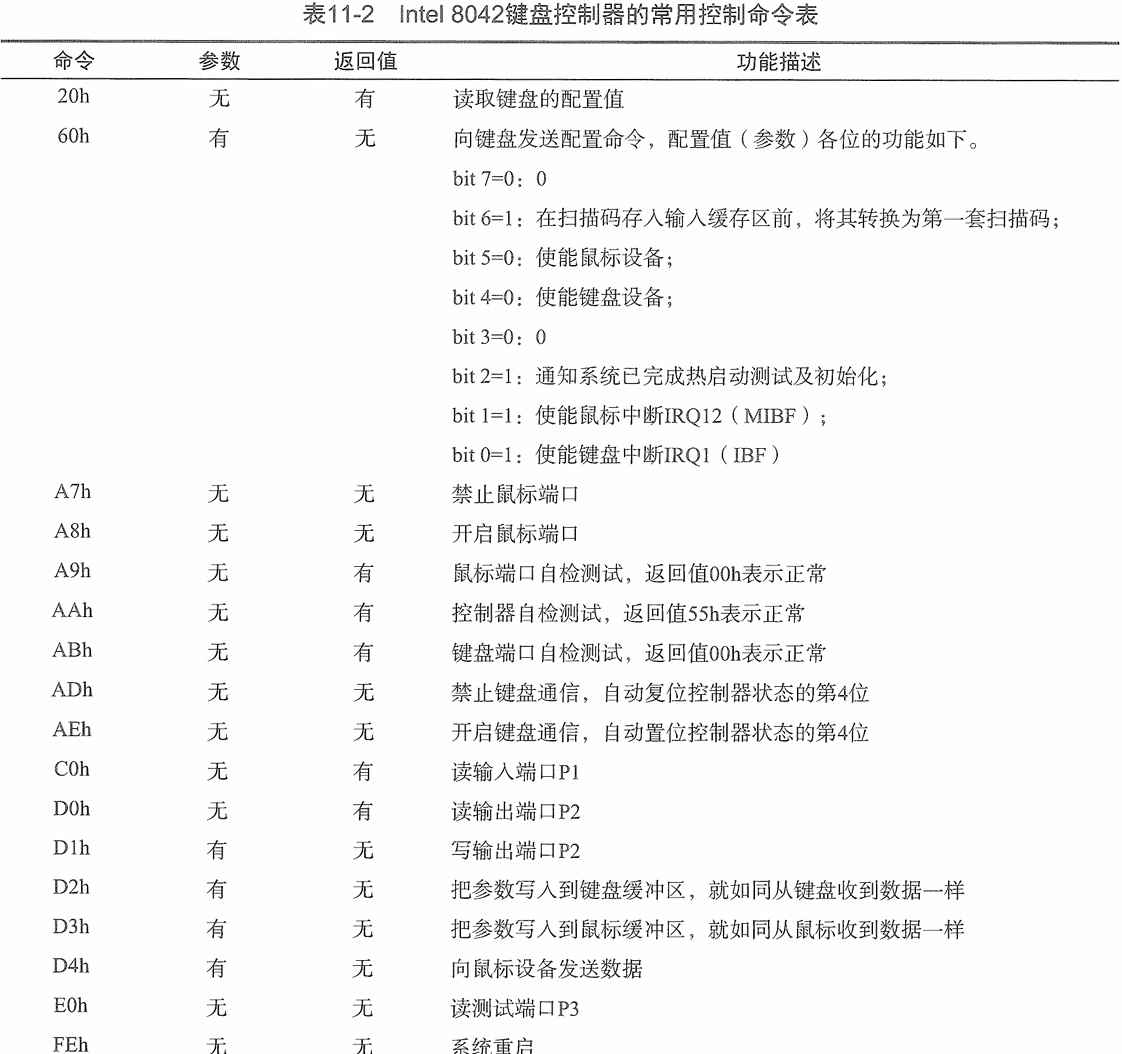 表11-2 Intel 8042键盘控制器的常用控制命令表
命令 参数 返回值 功能描述
20h 无 有 读取键盘的配置值
60h 有 无 向键盘发送配置命令，配置值（参数）各位的功能如下。
bit 7=0：0
bit 6=1：在扫描码存入输入缓存区前，将其转换为第一套扫描码；
bit 5=0：使能鼠标设备；
bit 4=0：使能键盘设备；
bit 3=0：0
bit 2=1：通知系统已完成热启动测试及初始化；
bit 1=1：使能鼠标中断IRQ12（MIBF）；
bit 0=1：使能键盘中断IRQ1（IBF）
A7h 无 无 禁止鼠标端口
A8h 无 无 开启鼠标端口
A9h 无 有 鼠标端口自检测试，返回值00h表示正常
AAh 无 有 控制器自检测试，返回值55h表示正常
ABh 无 有 键盘端口自检测试，返回值00h表示正常
ADh 无 无 禁止键盘通信，自动复位控制器状态的第4位
AEh 无 无 开启键盘通信，自动置位控制器状态的第4位
C0h 无 有 读输入端口P1
D0h 无 有 读输出端口P2
D1h 有 无 写输出端口P2
D2h 有 无 把参数写入到键盘缓冲区，就如同从键盘收到数据一样
D3h 有 无 把参数写入到鼠标缓冲区，就如同从鼠标收到数据一样
D4h 有 无 向鼠标设备发送数据
E0h 无 无 读测试端口P3
FEh 无 无 系统重启